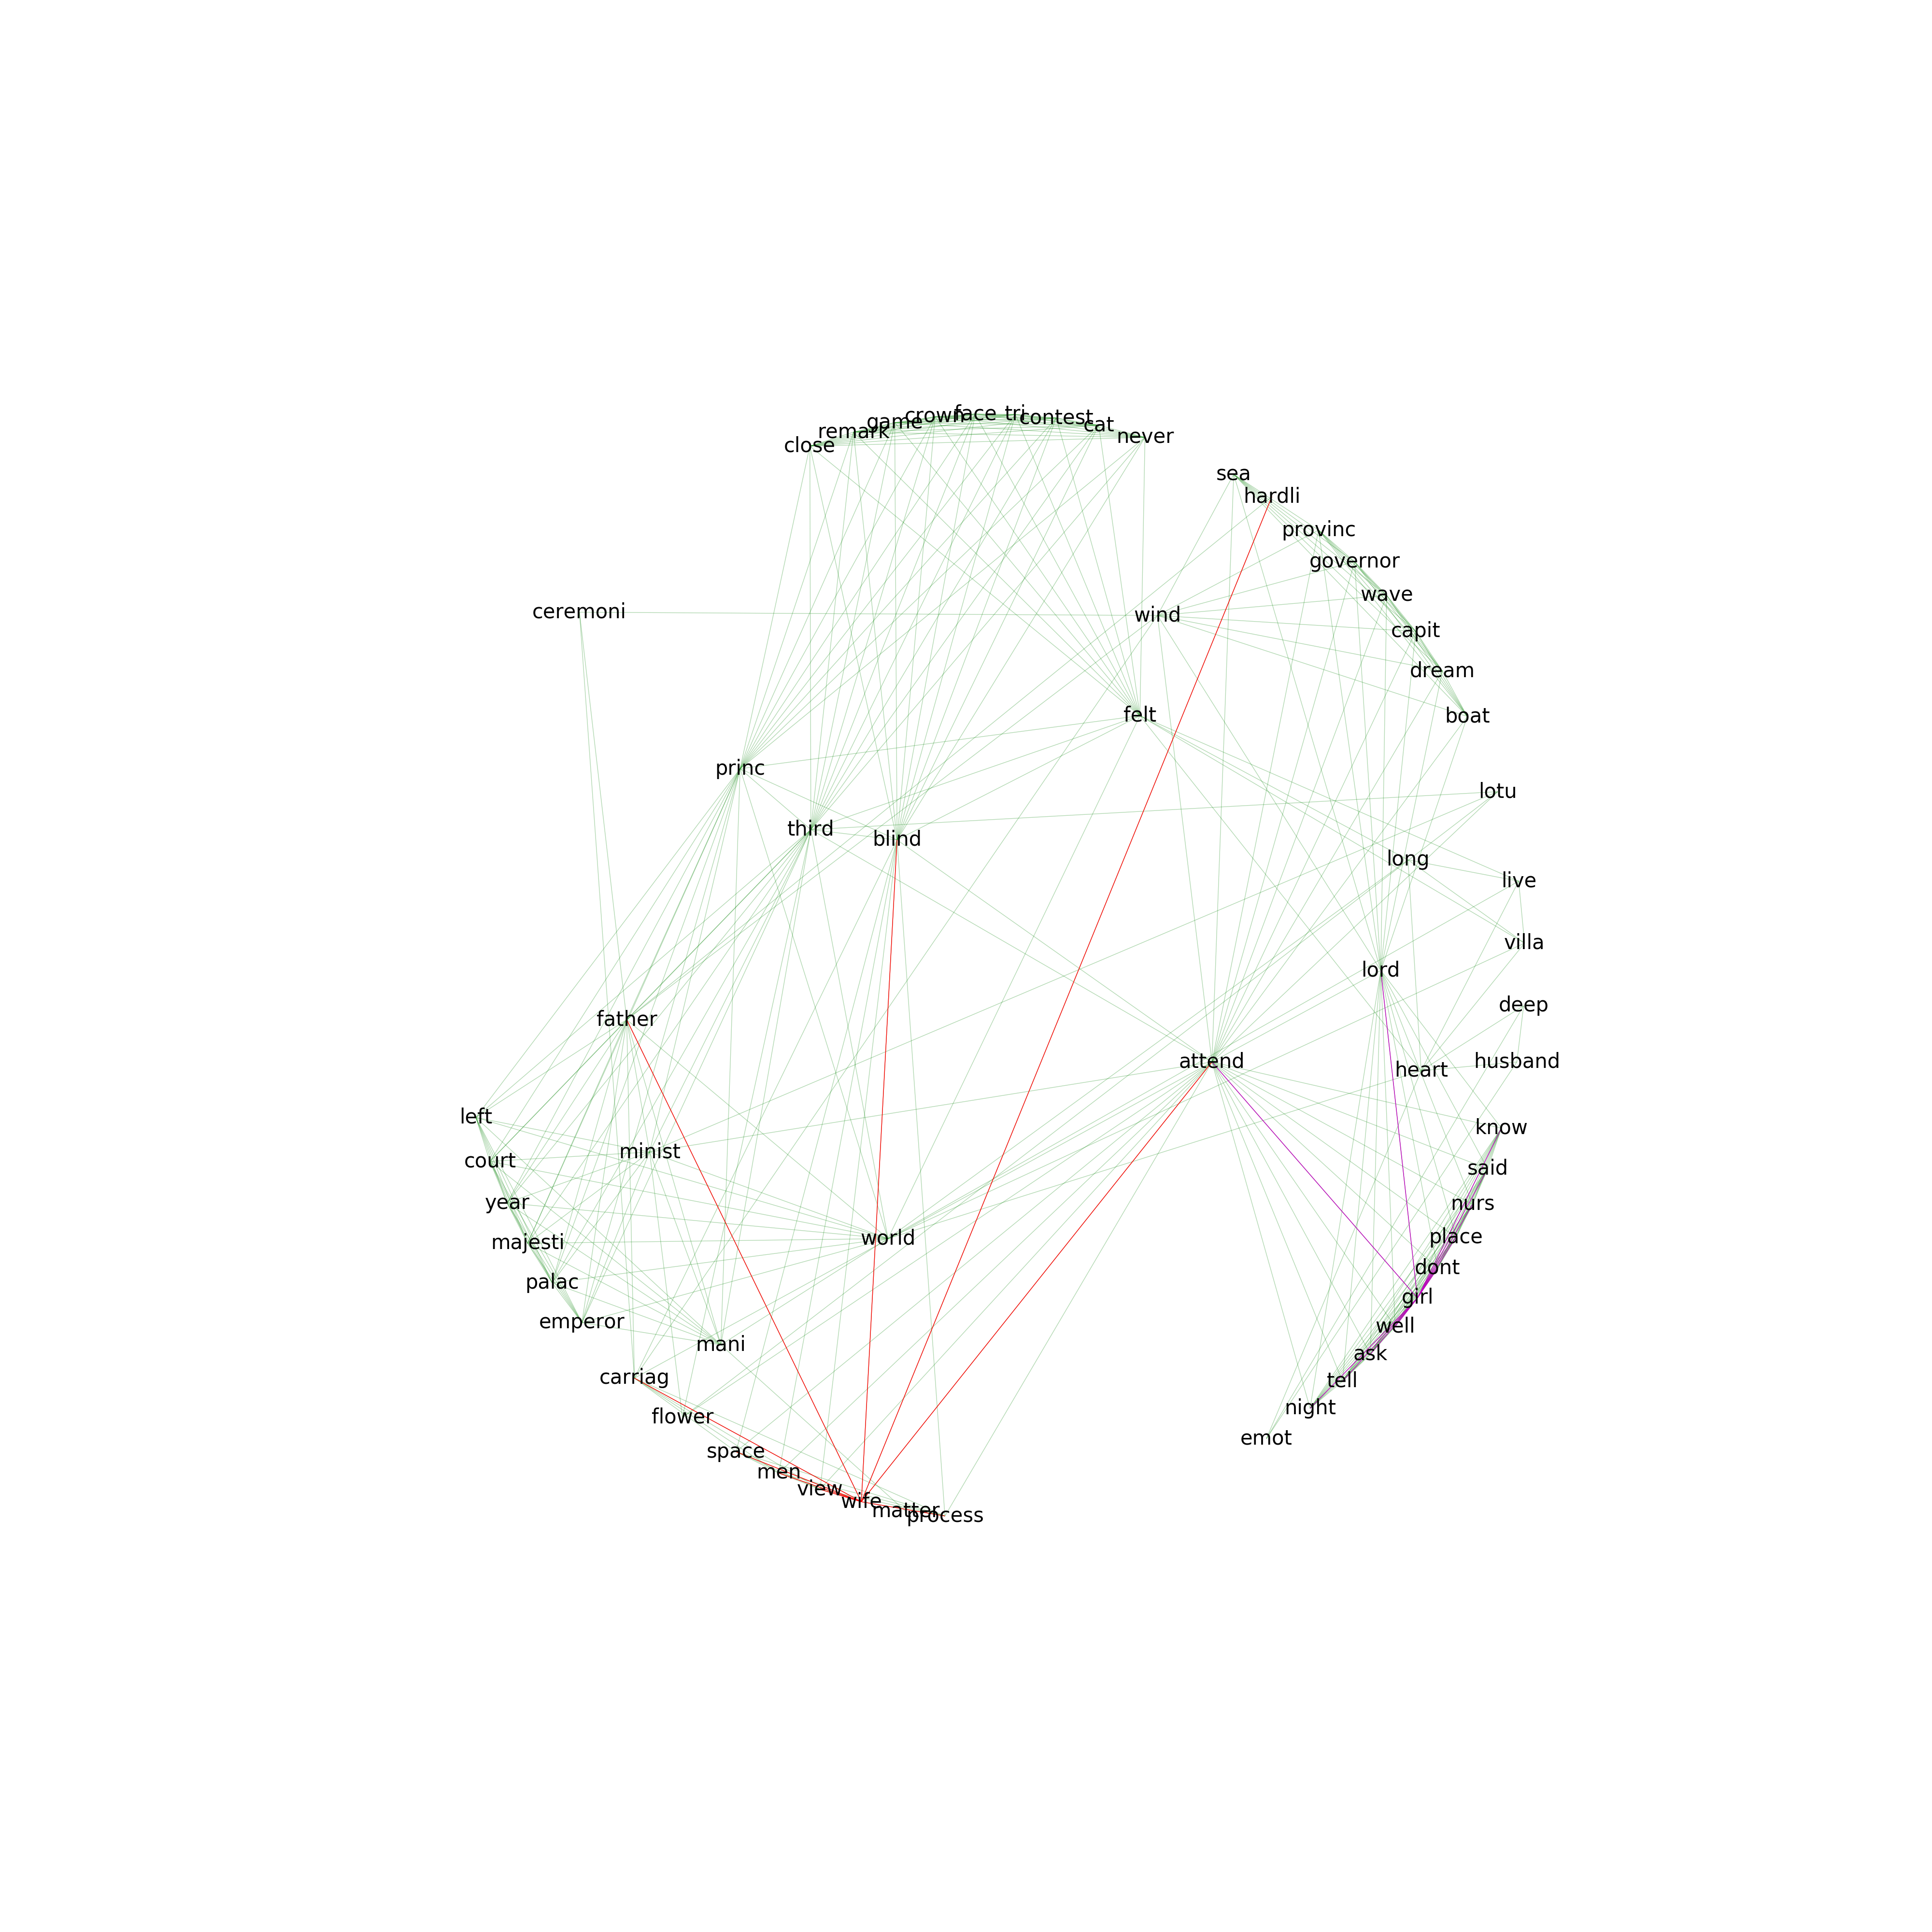 face
tri
crown
contest
game
cat
remark
never
close
sea
hardli
provinc
governor
wave
ceremoni
wind
capit
dream
felt
boat
princ
lotu
third
blind
long
live
villa
lord
deep
father
attend
husband
heart
left
know
minist
court
said
year
nurs
place
world
majesti
dont
palac
girl
emperor
well
mani
ask
carriag
tell
night
flower
emot
space
men
view
wife
matter
process